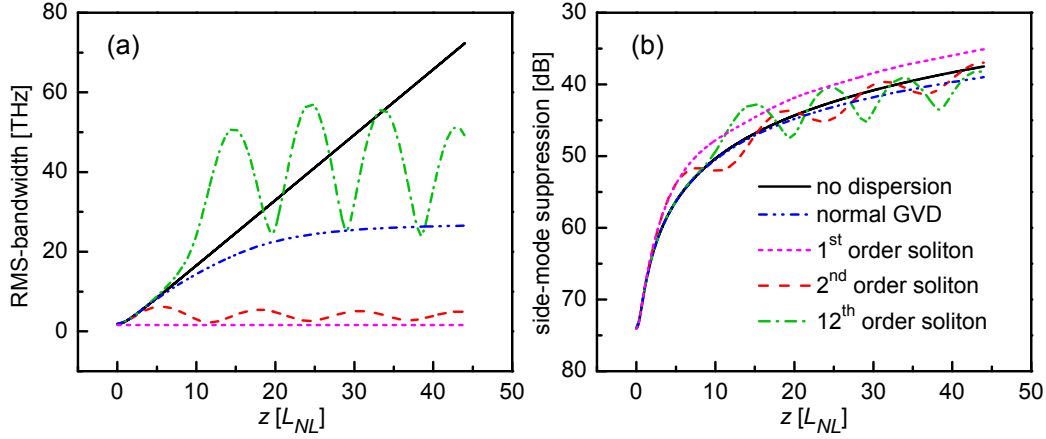 (a)
RMS-bandwidth [THz]
80
60
40
20
0
0 10 20 30 40 50
z [L_NL]
(b)
side-mode suppression [dB]
30
40
50
60
70
80
0 10 20 30 40 50
z [L_NL]
no dispersion
normal GVD
1st order soliton
2nd order soliton
12th order soliton